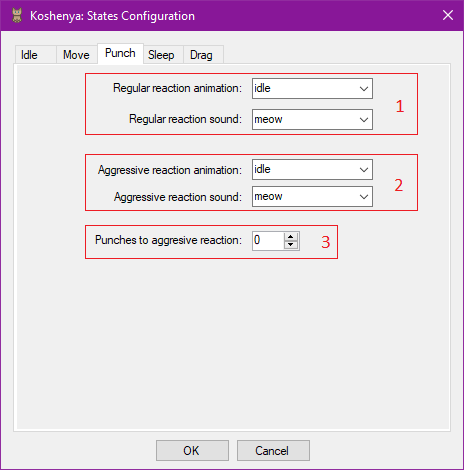 Koshenya: States Configuration
Idle Move Punch Sleep Drag
Regular reaction animation: idle
1
Regular reaction sound: meow
Aggressive reaction animation: idle
2
Aggressive reaction sound: meow
Punches to aggresive reaction: 0 3
OK Cancel